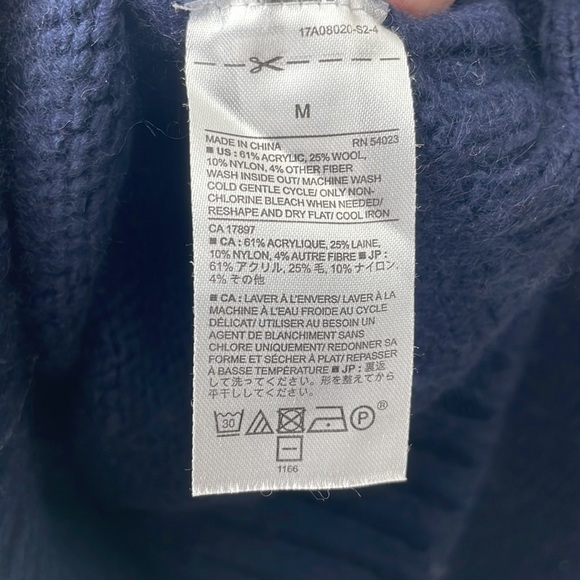 17A08020-S2-4
M
MADE IN CHINA RN 54023
■ US : 61% ACRYLIC, 25% WOOL,
10% NYLON, 4% OTHER FIBER
WASH INSIDE OUT/ MACHINE WASH
COLD GENTLE CYCLE/ ONLY NON-
CHLORINE BLEACH WHEN NEEDED/
RESHAPE AND DRY FLAT/ COOL IRON
CA 17897
■ CA : 61% ACRYLIQUE, 25% LAINE,
10% NYLON, 4% AUTRE FIBRE ■ JP :
61% アクリル, 25% 毛, 10% ナイロン,
4% その他
■ CA : LAVER À L'ENVERS/ LAVER À LA
MACHINE À L'EAU FROIDE AU CYCLE
DÉLICAT/ UTILISER AU BESOIN UN
AGENT DE BLANCHIMENT SANS
CHLORE UNIQUEMENT/ REDONNER SA
FORME ET SÉCHER À PLAT/ REPASSER
À BASSE TEMPÉRATURE ■ JP : 裏返
して洗ってください。形を整えてから
平干ししてください。
30 P ®
1166